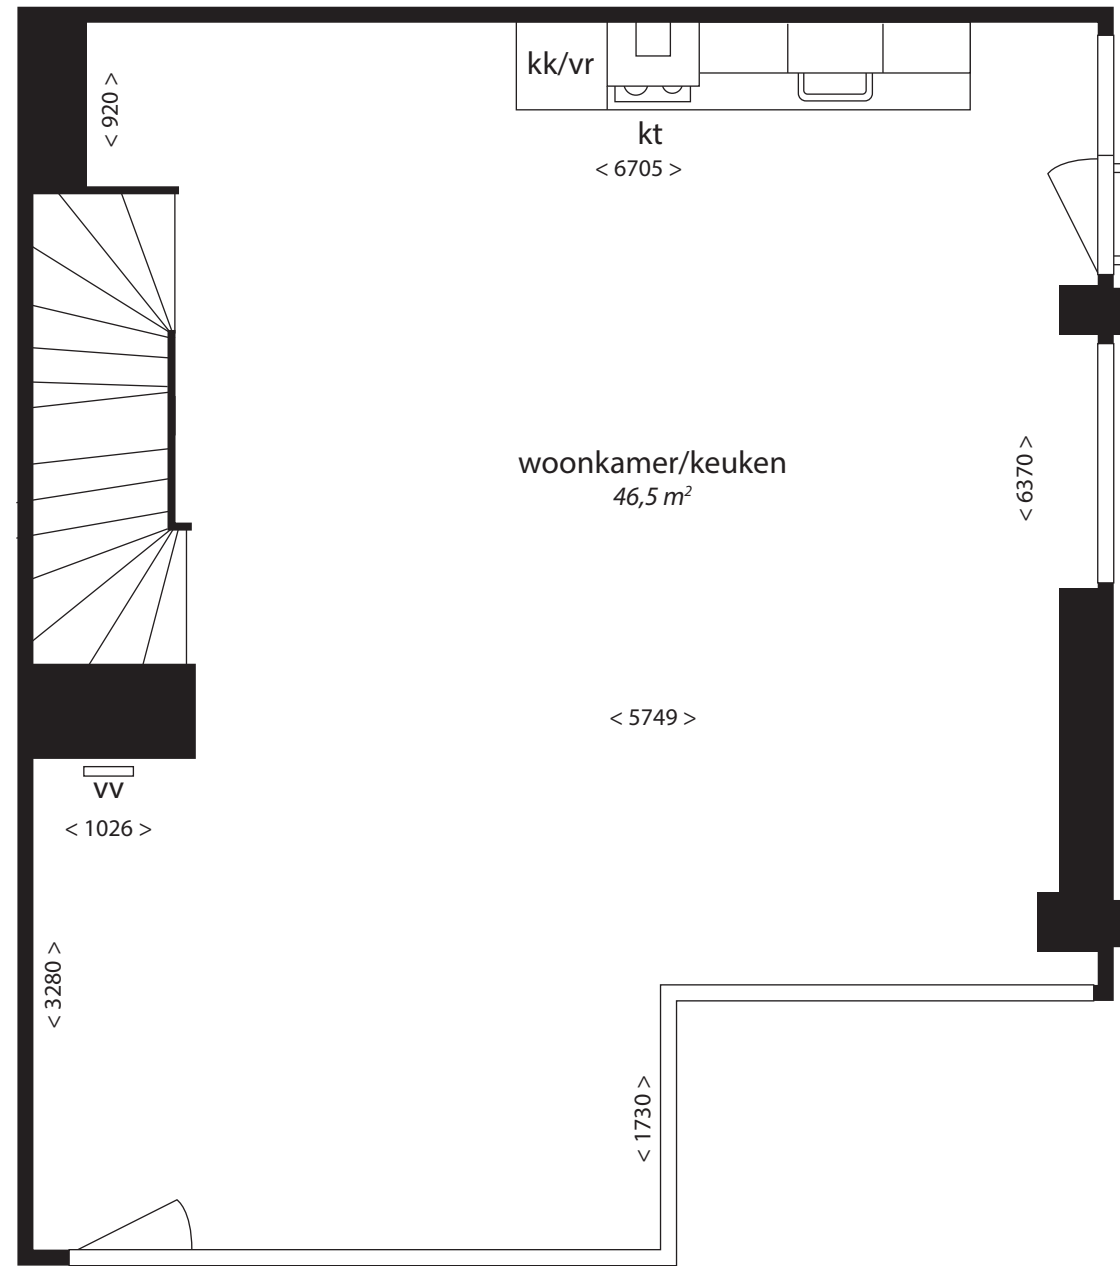 kk/vr
< 920 >
kt
< 6705 >
woonkamer/keuken
46,5 m²
< 6370 >
< 5749 >
vv
< 1026 >
< 3280 >
< 1730 >